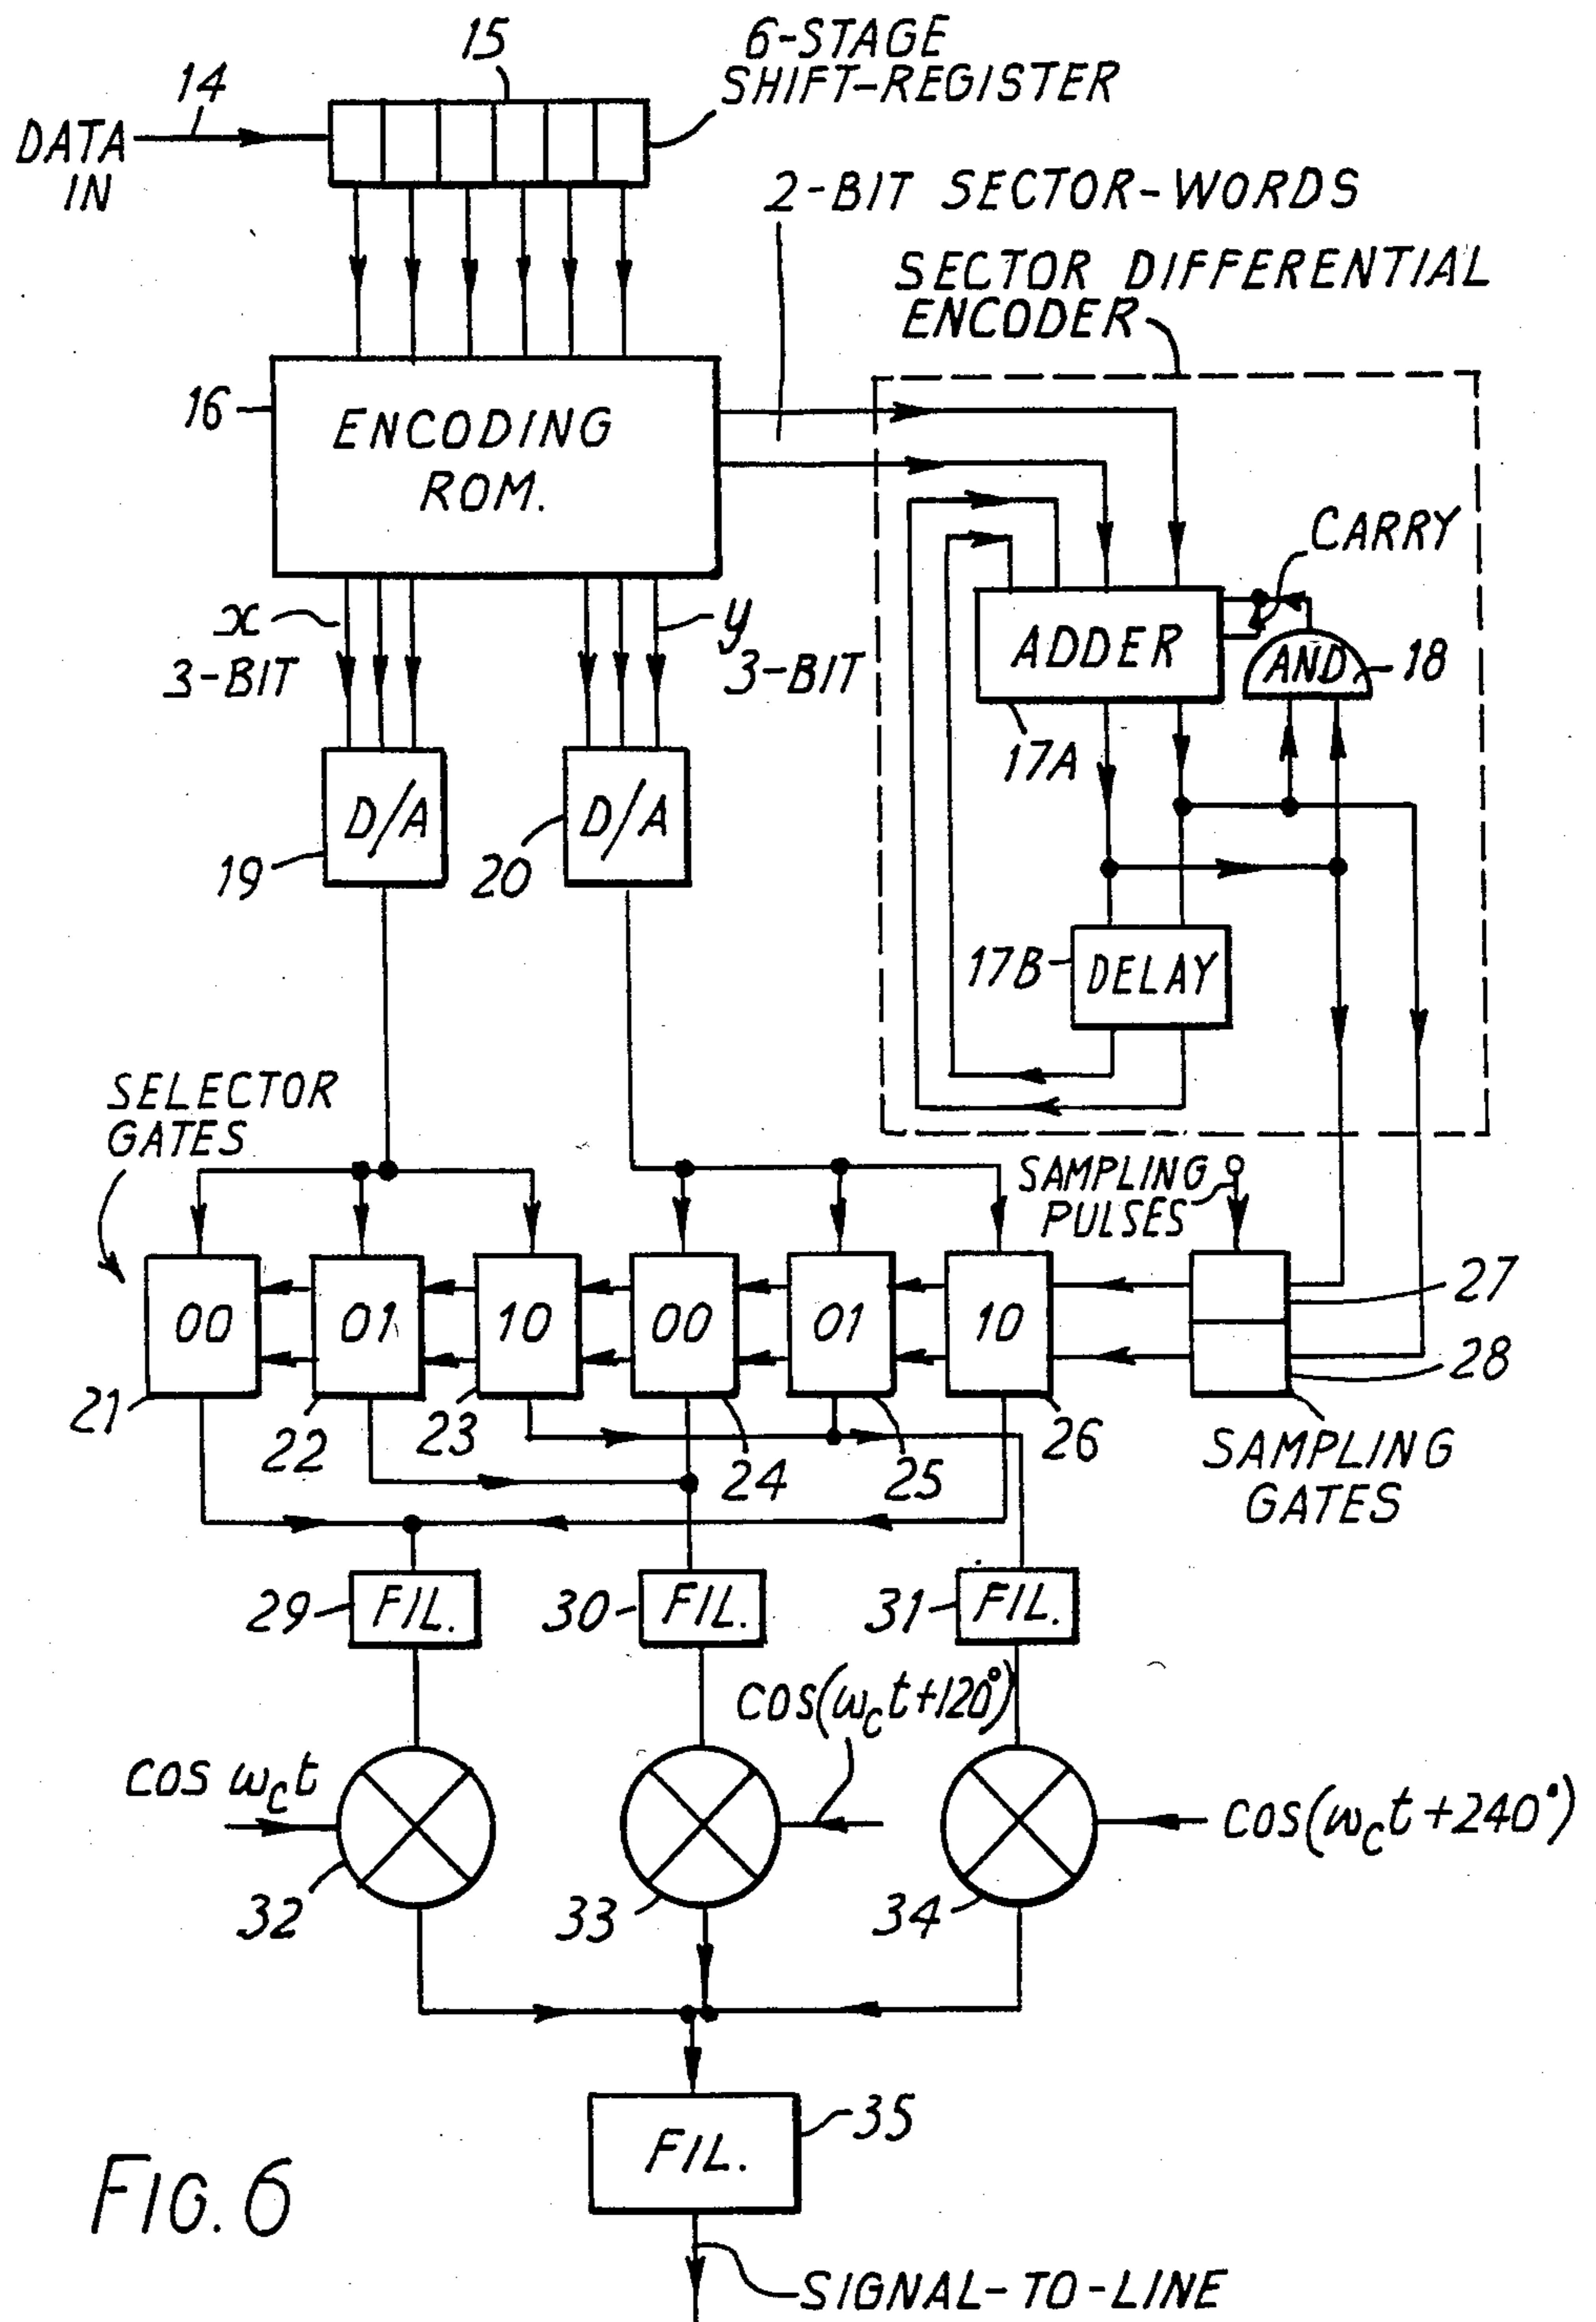 15
6-STAGE
SHIFT-REGISTER
14
DATA
IN
2-BIT SECTOR-WORDS
SECTOR DIFFERENTIAL
ENCODER
16
ENCODING
ROM.
CARRY
x
3-BIT
y
3-BIT
ADDER
AND
18
17A
D/A
D/A
19
20
17B
DELAY
SELECTOR
GATES
SAMPLING
PULSES
00
01
10
00
01
10
27
28
21
22
23
24
25
26
SAMPLING
GATES
29
FIL.
30
FIL.
31
FIL.
cos(ωct+120°)
cos ωct
cos(ωct+240°)
32
33
34
35
FIL.
FIG. 6
SIGNAL-TO-LINE